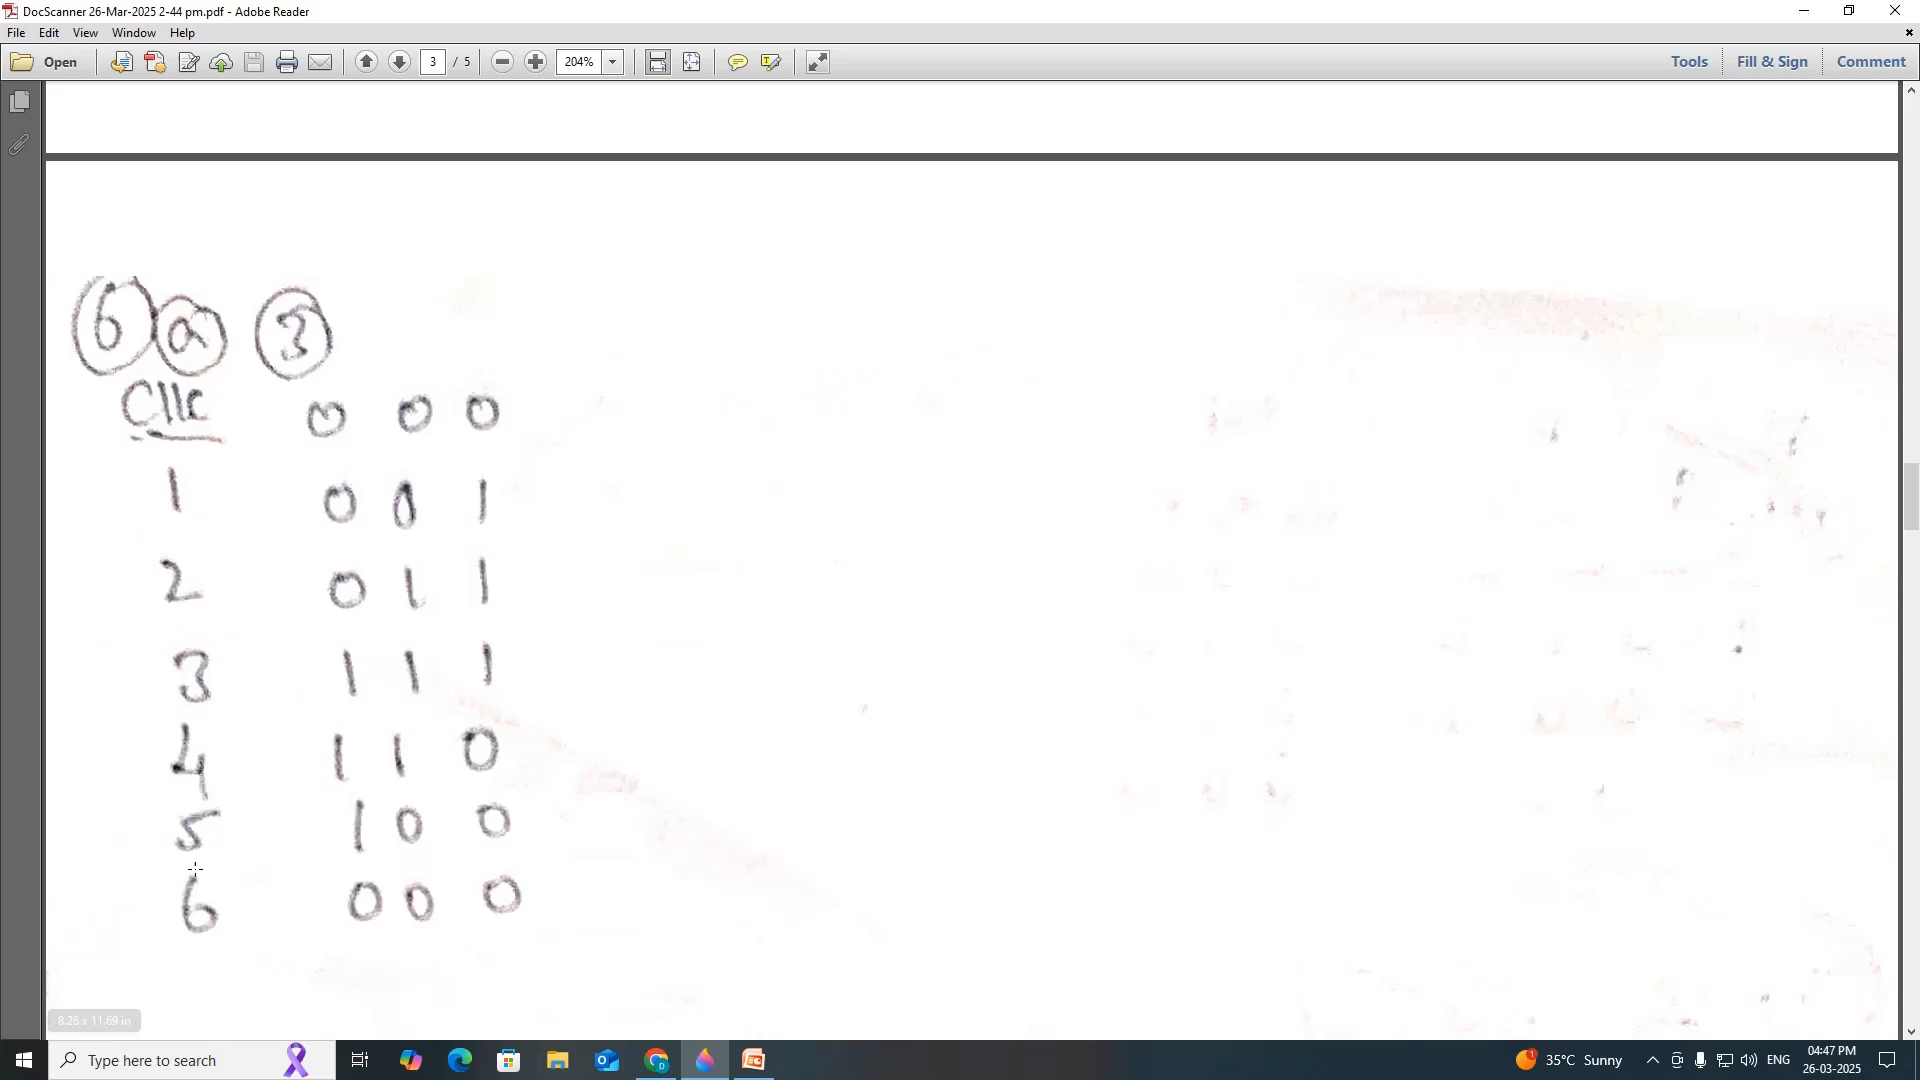 DocScanner 26-Mar-2025 2-44 pm.pdf - Adobe Reader
File Edit View Window Help
Open 3 / 5 204% Tools Fill & Sign Comment
6 a 3
Cllc 0 0 0
1 0 0 1
2 0 1 1
3 1 1 1
4 1 1 0
5 1 0 0
6 0 0 0
8.26 x 11.69 in
Type here to search 1 35°C Sunny ENG 04:47 PM
26-03-2025